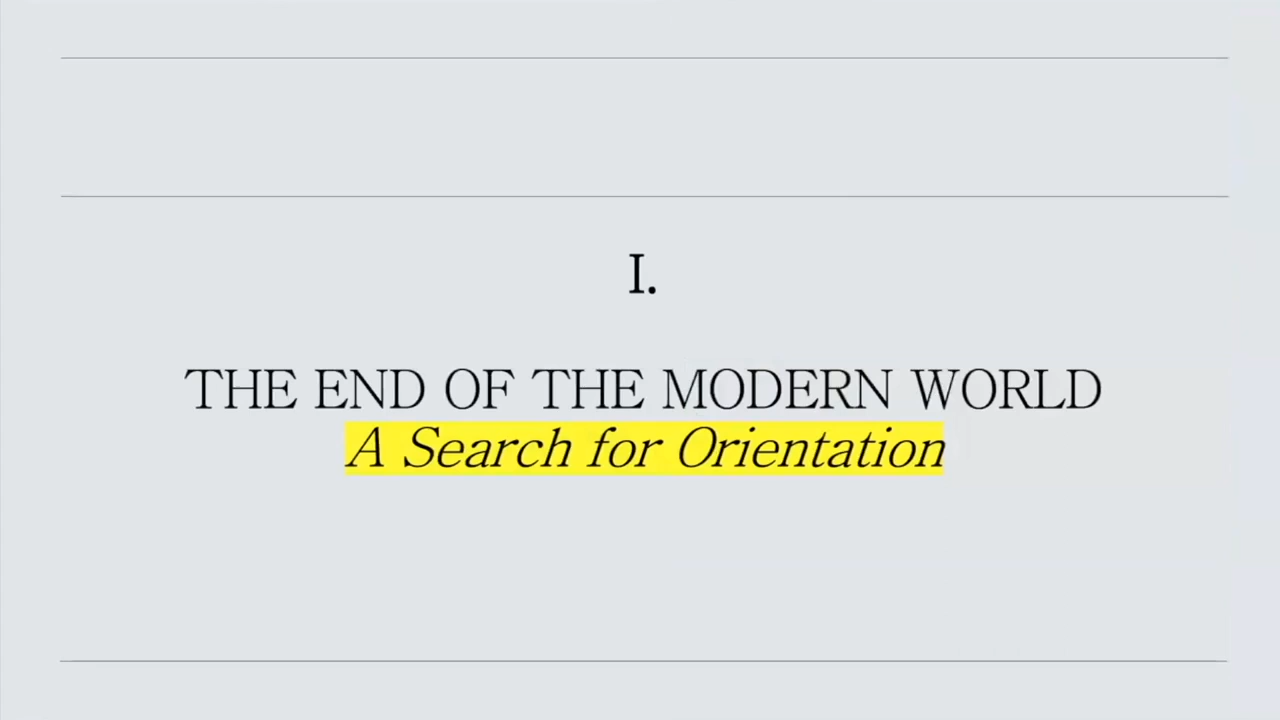 I.
THE END OF THE MODERN WORLD
A Search for Orientation